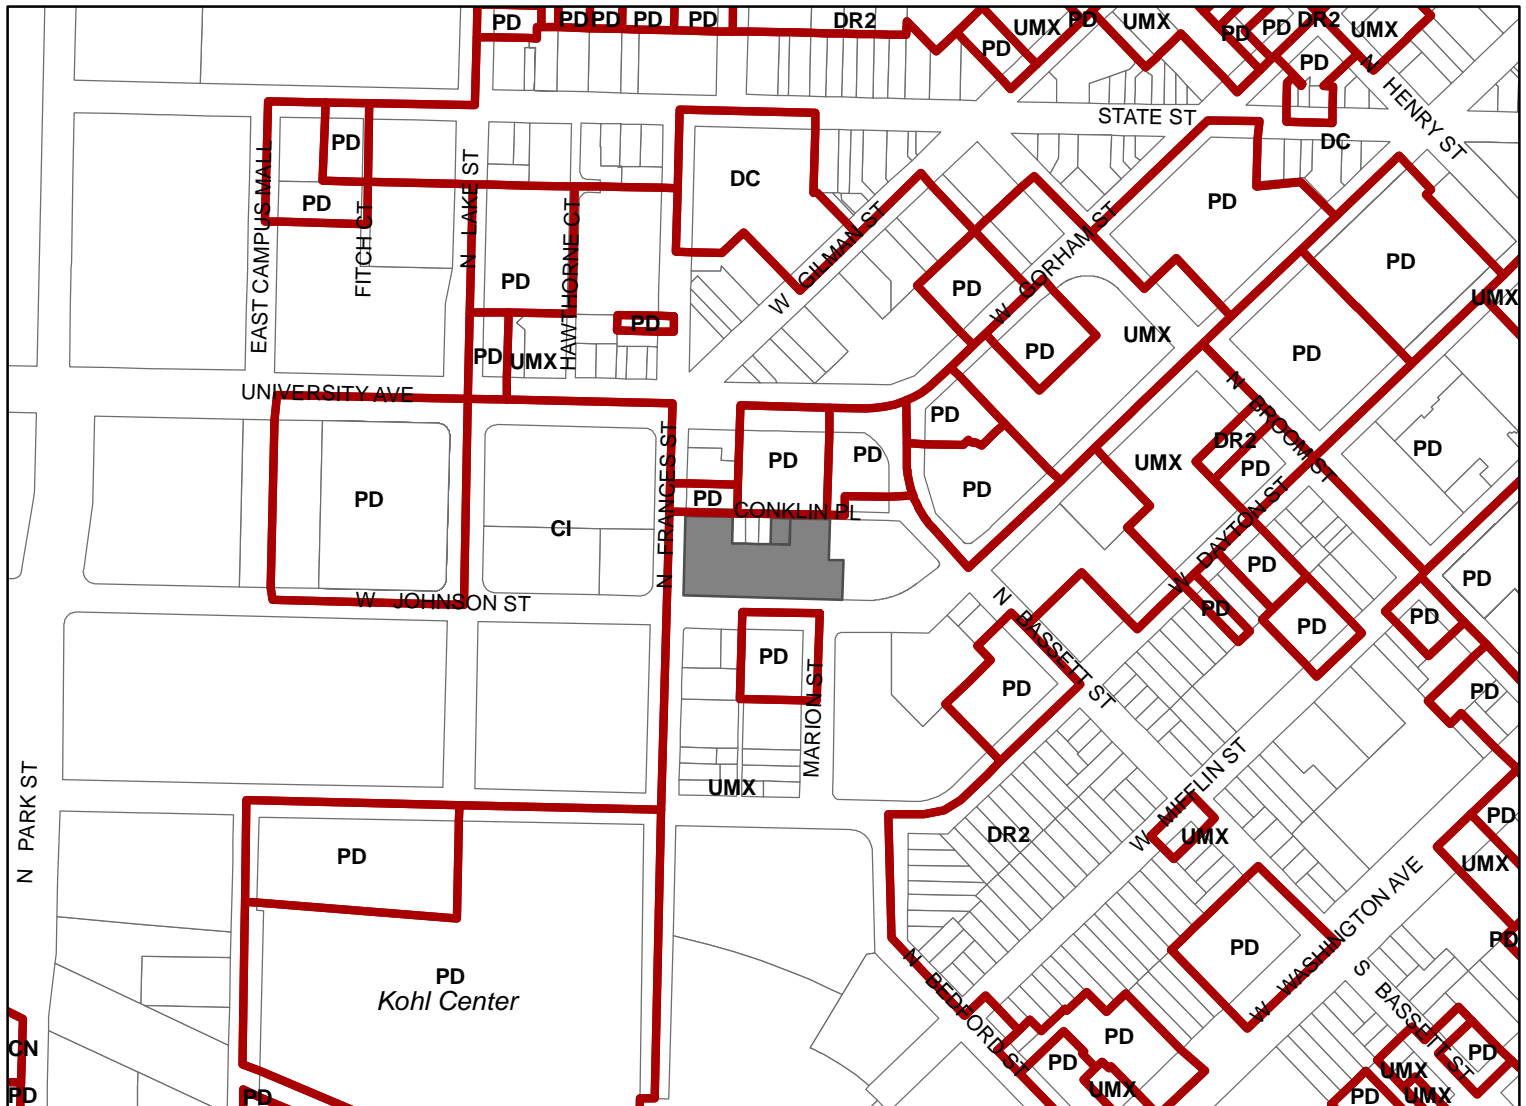 PD
PD
PD
PD
PD
DR2
UMX
PD
UMX
PD
PD
DR2
UMX
PD
PD
N HENRY ST
STATE ST
DC
PD
PD
EAST CAMPUS MALL
FITCH CT
N LAKE ST
HAWTHORNE CT
DC
PD
W GILMAN ST
W GORHAM ST
PD
PD
PD
UMX
PD
PD
UMX
PD
UMX
PD
PD
UNIVERSITY AVE
N BROOM ST
PD
DR2
PD
PD
PD
UMX
PD
PD
PD
PD
CONKLIN PL
CI
N FRANCES ST
W DAYTON ST
PD
PD
W JOHNSON ST
PD
PD
PD
N BASSETT ST
PD
MARION ST
PD
PD
UMX
W MIFFLIN ST
N PARK ST
DR2
UMX
PD
UMX
PD
W WASHINGTON AVE
PD
PD
PD
Kohl Center
N BEDFORD ST
S BASSETT ST
CN
PD
PD
PD
PD
UMX
PD
UMX
PD
UMX